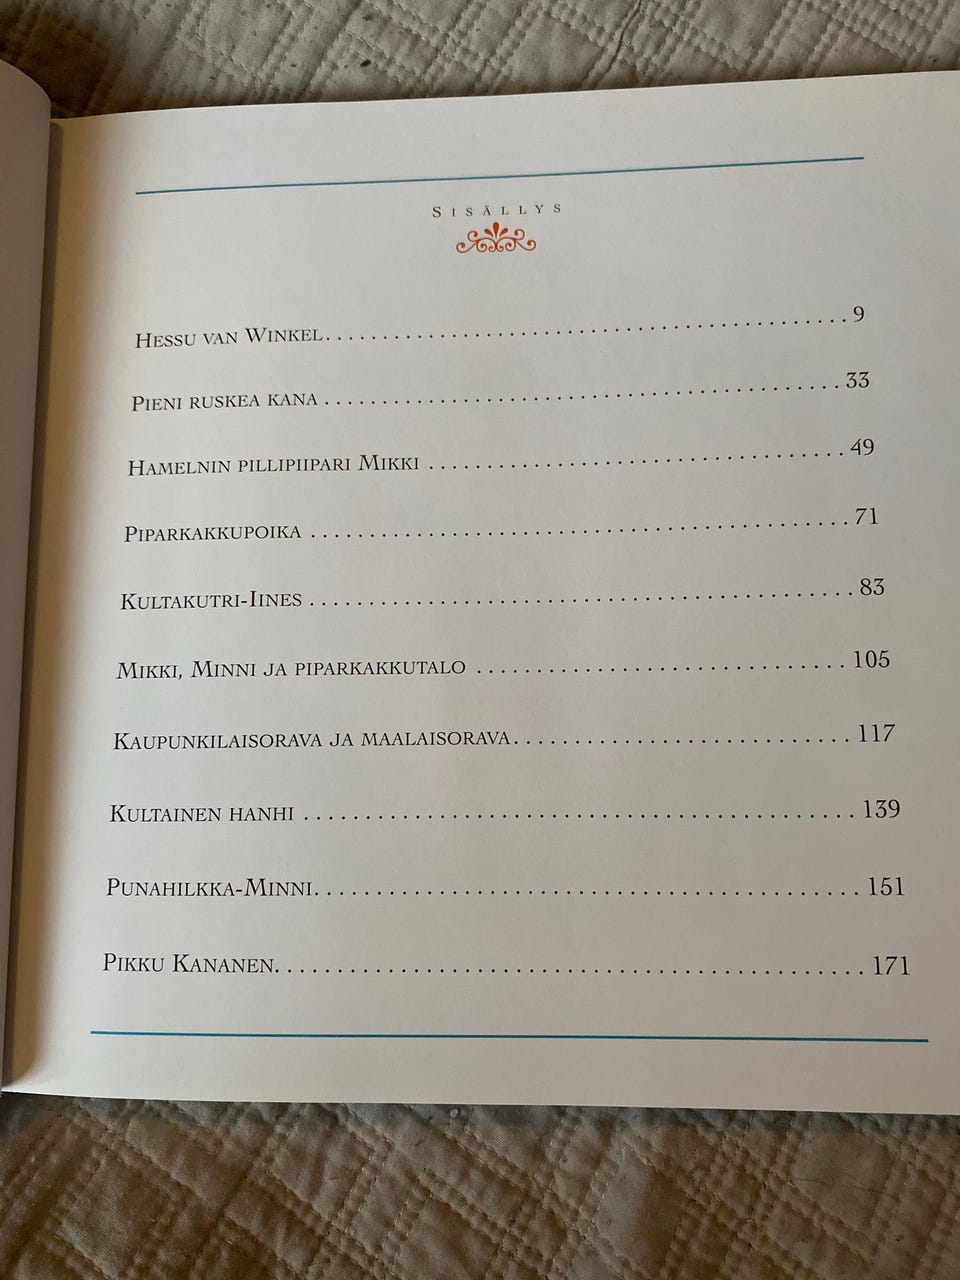 Sisällys
Hessu van Winkel 9
Pieni ruskea kana 33
Hamelnin pillipiipari Mikki 49
Piparkakkupoika 71
Kultakutri-Iines 83
Mikki, Minni ja piparkakkutalo 105
Kaupunkilaisorava ja maalaisorava 117
Kultainen hanhi 139
Punahilkka-Minni 151
Pikku Kananen 171